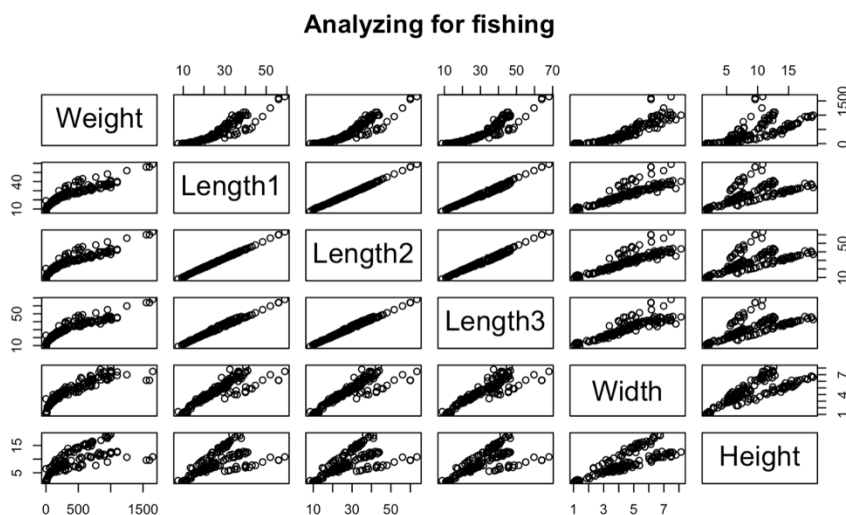 Analyzing for fishing
10 30 50
10 30 50 70
5 10 15
Weight
0 1500
10 40
Length1
Length2
10 50
10 50
Length3
Width
1 4 7
5 15
Height
0 500 1500
10 30 50
1 3 5 7